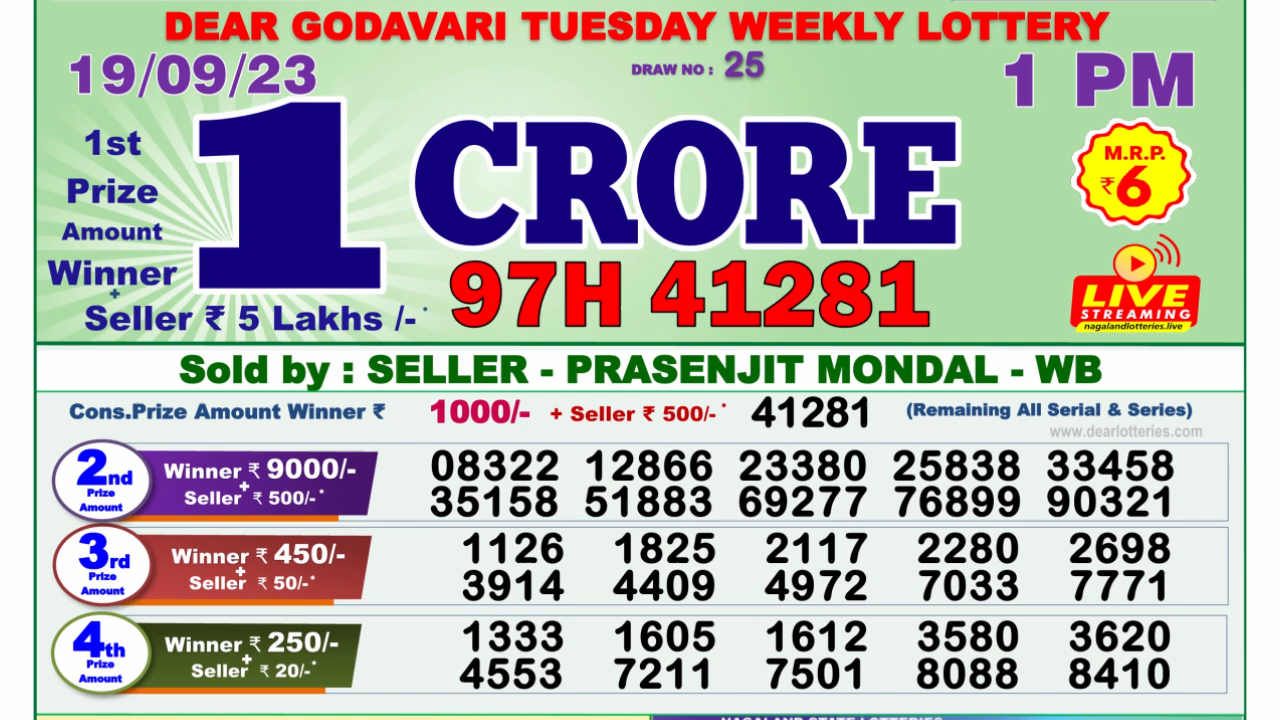 DEAR GODAVARI TUESDAY WEEKLY LOTTERY
19/09/23
DRAW NO : 25
1 PM
1st
Prize
Amount
Winner
+
Seller ₹ 5 Lakhs /-*
1 CRORE
97H 41281
M.R.P.
₹6
LIVE
STREAMING
nagalandlotteries.live
Sold by : SELLER - PRASENJIT MONDAL - WB
Cons.Prize Amount Winner ₹ 1000/- + Seller ₹ 500/-* 41281 (Remaining All Serial & Series)
www.dearlotteries.com
2nd
Prize
Amount
Winner ₹ 9000/-
+
Seller ₹ 500/-*
08322 12866 23380 25838 33458
35158 51883 69277 76899 90321
3rd
Prize
Amount
Winner ₹ 450/-
+
Seller ₹ 50/-*
1126 1825 2117 2280 2698
3914 4409 4972 7033 7771
4th
Prize
Amount
Winner ₹ 250/-
+
Seller ₹ 20/-*
1333 1605 1612 3580 3620
4553 7211 7501 8088 8410
NAGALAND STATE LOTTERIES